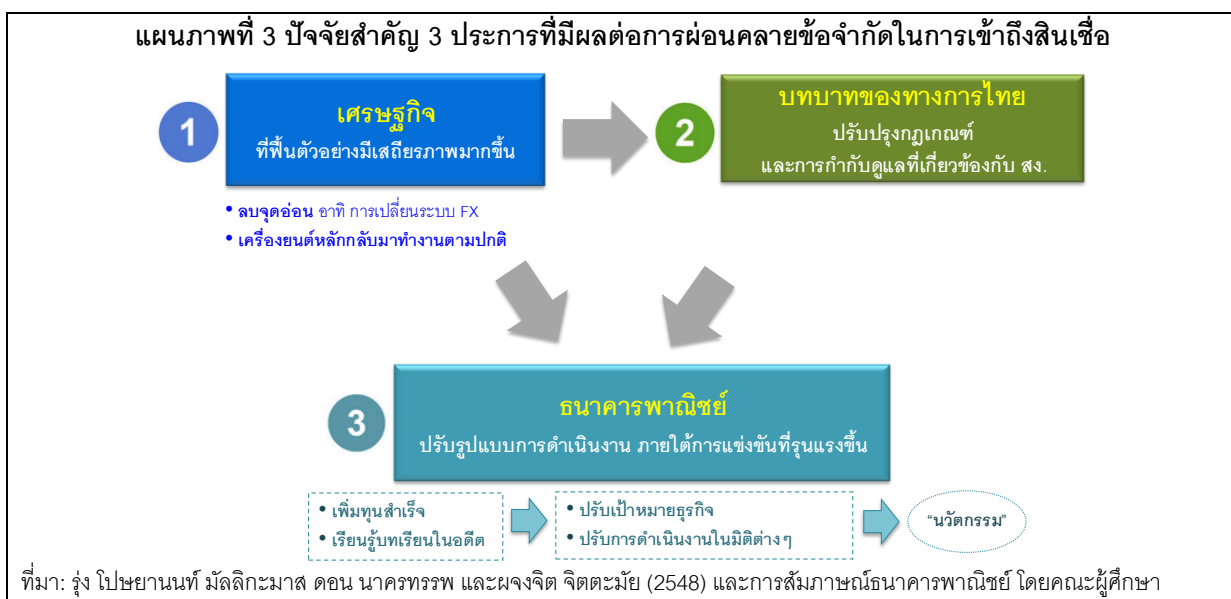 แผนภาพที่ 3 ปัจจัยสำคัญ 3 ประการที่มีผลต่อการผ่อนคลายข้อจำกัดในการเข้าถึงสินเชื่อ
1
เศรษฐกิจ
ที่ฟื้นตัวอย่างมีเสถียรภาพมากขึ้น
2
บทบาทของทางการไทย
ปรับปรุงกฎเกณฑ์
และการกำกับดูแลที่เกี่ยวข้องกับ สง.
• ลบจุดอ่อน อาทิ การเปลี่ยนระบบ FX
• เครื่องยนต์หลักกลับมาทำงานตามปกติ
3
ธนาคารพาณิชย์
ปรับรูปแบบการดำเนินงาน ภายใต้การแข่งขันที่รุนแรงขึ้น
• เพิ่มทุนสำเร็จ
• เรียนรู้บทเรียนในอดีต
• ปรับเป้าหมายธุรกิจ
• ปรับการดำเนินงานในมิติต่างๆ
“นวัตกรรม”
ที่มา: รุ่ง โปษยานนท์ มัลลิกะมาส ดอน นาครทรรพ และผจงจิต จิตตะมัย (2548) และการสัมภาษณ์ธนาคารพาณิชย์ โดยคณะผู้ศึกษา